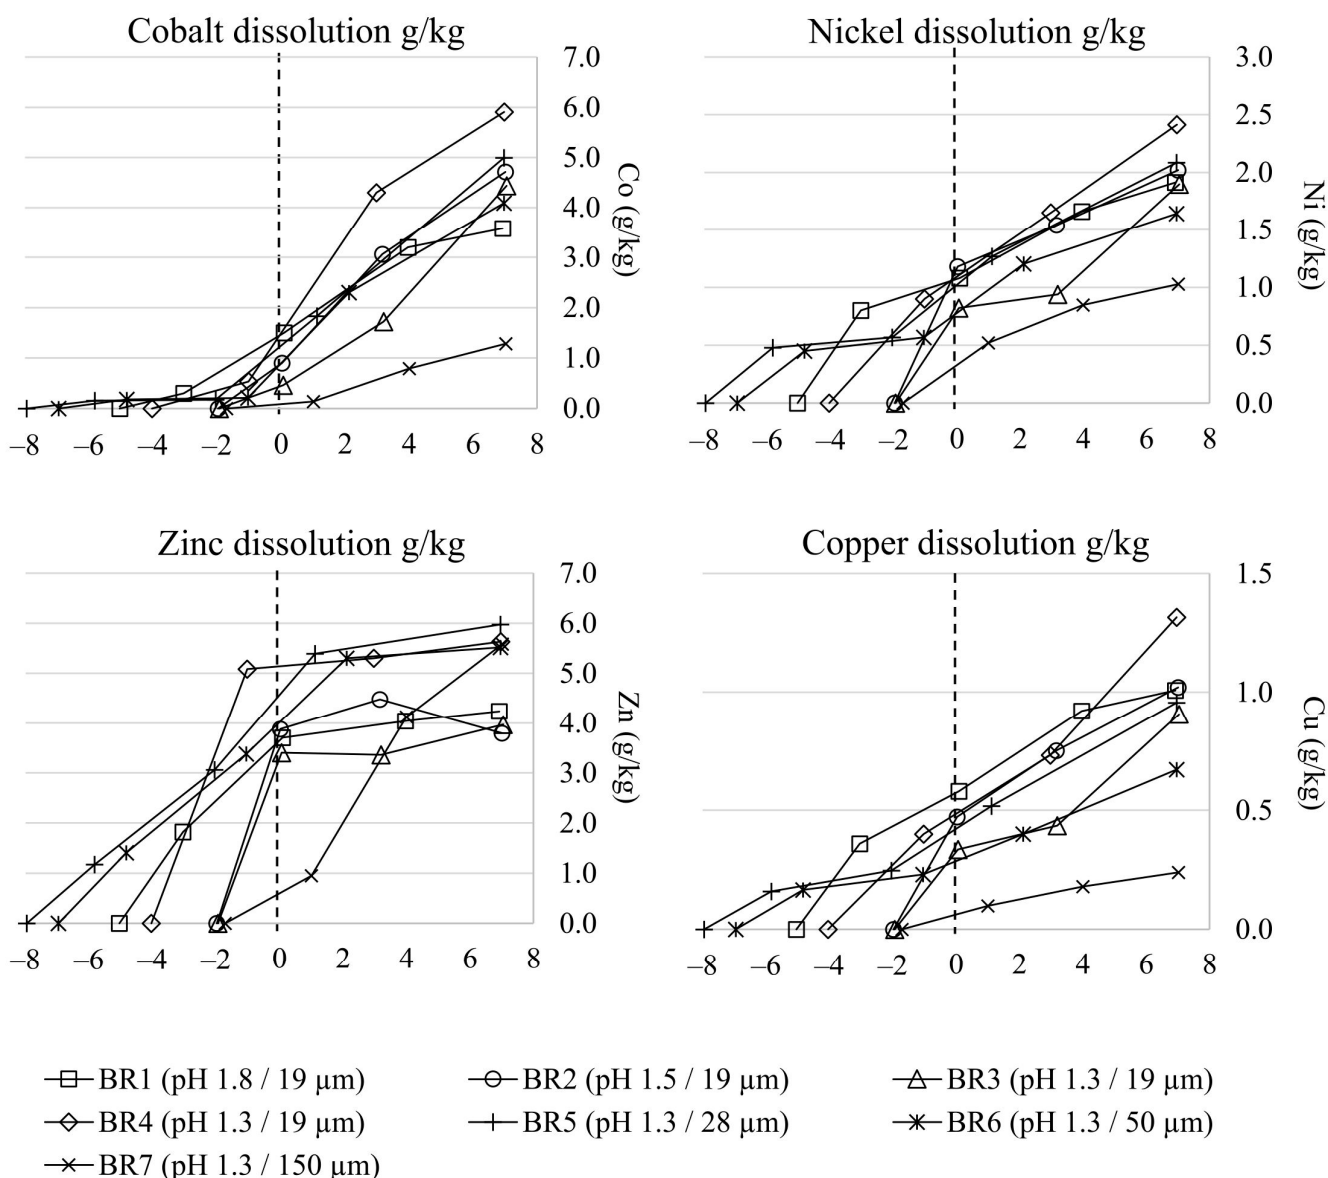 Cobalt dissolution g/kg
7.0
6.0
5.0
4.0
3.0
2.0
1.0
0.0
Co (g/kg)
–8 –6 –4 –2 0 2 4 6 8
Nickel dissolution g/kg
3.0
2.5
2.0
1.5
1.0
0.5
0.0
Ni (g/kg)
–8 –6 –4 –2 0 2 4 6 8
Zinc dissolution g/kg
7.0
6.0
5.0
4.0
3.0
2.0
1.0
0.0
Zn (g/kg)
–8 –6 –4 –2 0 2 4 6 8
Copper dissolution g/kg
1.5
1.0
0.5
0.0
Cu (g/kg)
–8 –6 –4 –2 0 2 4 6 8
BR1 (pH 1.8 / 19 µm) BR2 (pH 1.5 / 19 µm) BR3 (pH 1.3 / 19 µm)
BR4 (pH 1.3 / 19 µm) BR5 (pH 1.3 / 28 µm) BR6 (pH 1.3 / 50 µm)
BR7 (pH 1.3 / 150 µm)